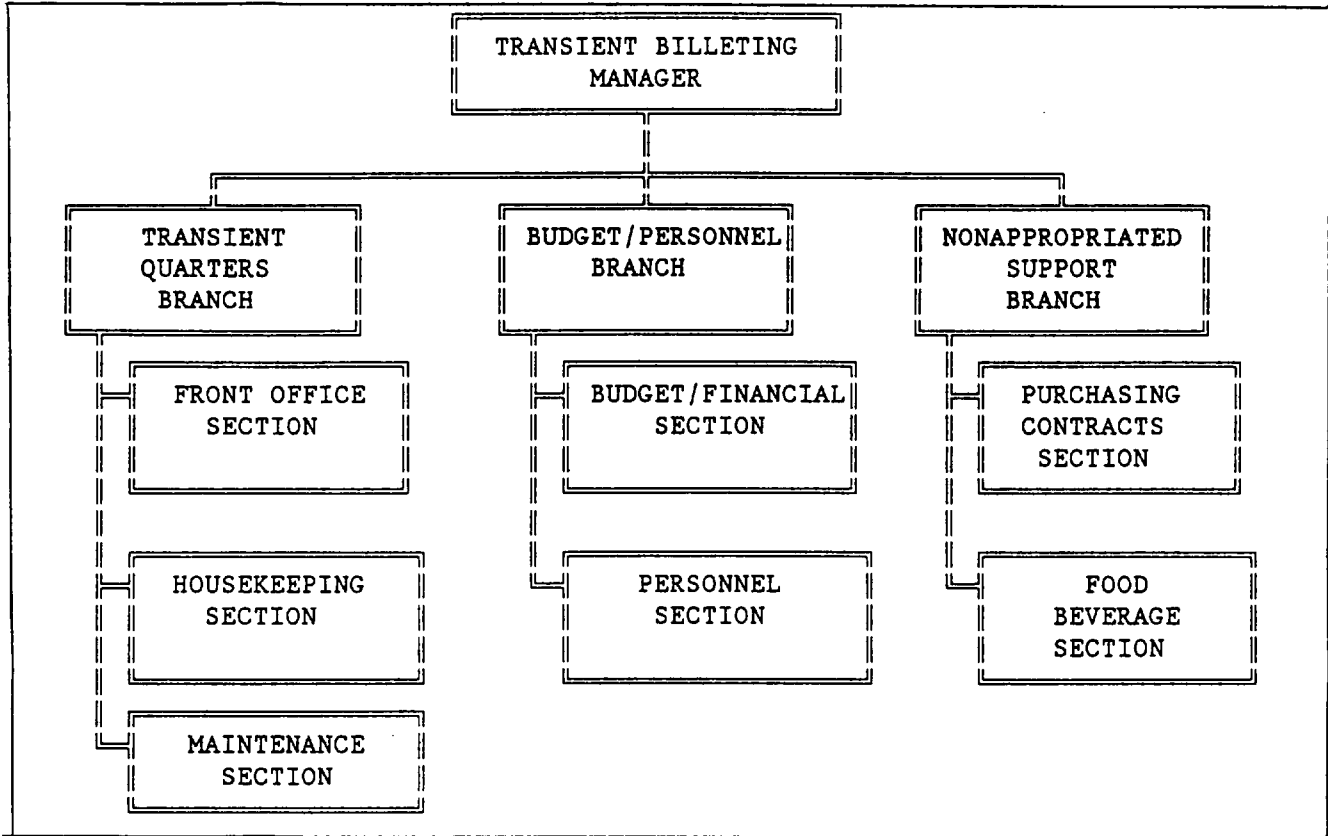 TRANSIENT BILLETING
MANAGER
TRANSIENT
QUARTERS
BRANCH
BUDGET/PERSONNEL
BRANCH
NONAPPROPRIATED
SUPPORT
BRANCH
FRONT OFFICE
SECTION
BUDGET/FINANCIAL
SECTION
PURCHASING
CONTRACTS
SECTION
HOUSEKEEPING
SECTION
PERSONNEL
SECTION
FOOD
BEVERAGE
SECTION
MAINTENANCE
SECTION